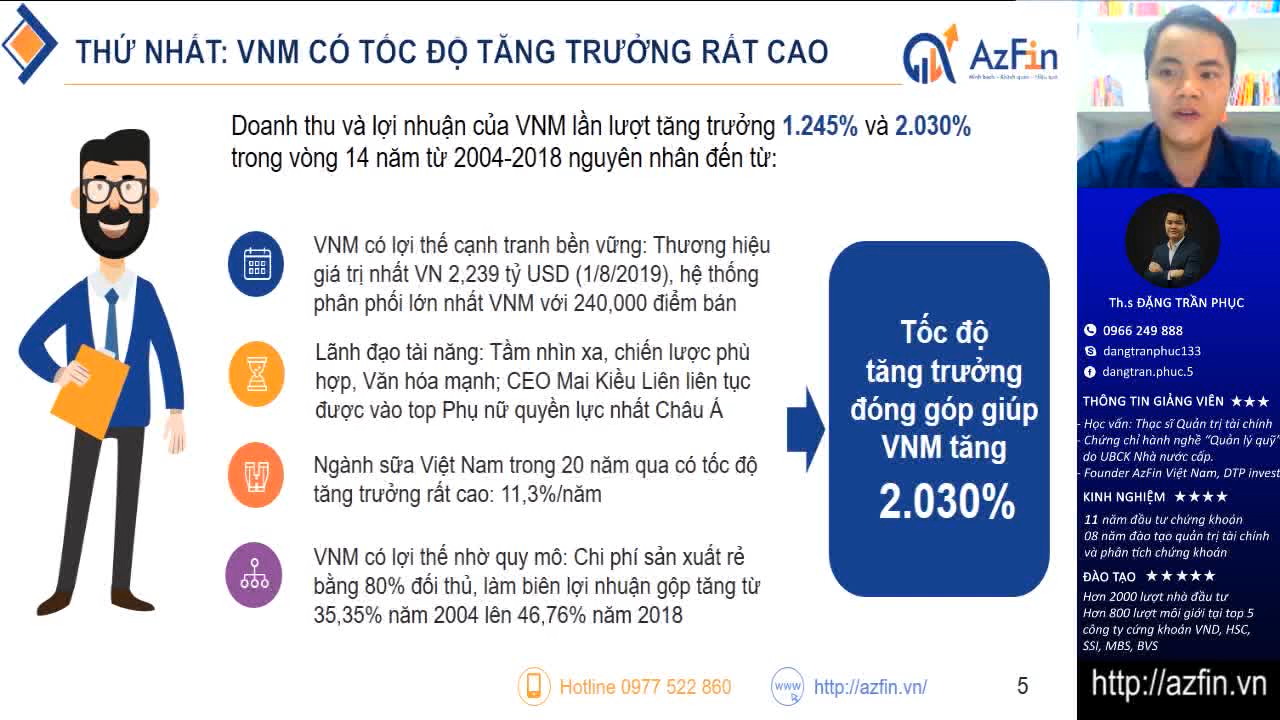 THỨ NHẤT: VNM CÓ TỐC ĐỘ TĂNG TRƯỞNG RẤT CAO
AzFin
Minh bạch - Khách quan - Hiệu quả
Doanh thu và lợi nhuận của VNM lần lượt tăng trưởng 1.245% và 2.030%
trong vòng 14 năm từ 2004-2018 nguyên nhân đến từ:
VNM có lợi thế cạnh tranh bền vững: Thương hiệu
giá trị nhất VN 2,239 tỷ USD (1/8/2019), hệ thống
phân phối lớn nhất VNM với 240,000 điểm bán
Lãnh đạo tài năng: Tầm nhìn xa, chiến lược phù
hợp, Văn hóa mạnh; CEO Mai Kiều Liên liên tục
được vào top Phụ nữ quyền lực nhất Châu Á
Ngành sữa Việt Nam trong 20 năm qua có tốc độ
tăng trưởng rất cao: 11,3%/năm
VNM có lợi thế nhờ quy mô: Chi phí sản xuất rẻ
bằng 80% đối thủ, làm biên lợi nhuận gộp tăng từ
35,35% năm 2004 lên 46,76% năm 2018
Tốc độ
tăng trưởng
đóng góp giúp
VNM tăng
2.030%
Hotline 0977 522 860
www
http://azfin.vn/
5
Th.s ĐẶNG TRẦN PHỤC
0966 249 888
dangtranphuc133
dangtran.phuc.5
THÔNG TIN GIẢNG VIÊN ★★★
- Học vấn: Thạc sĩ Quản trị tài chính
- Chứng chỉ hành nghề "Quản lý quỹ"
do UBCK Nhà nước cấp.
- Founder AzFin Việt Nam, DTP invest
KINH NGHIỆM ★★★★
11 năm đầu tư chứng khoán
08 năm đào tạo quản trị tài chính
và phân tích chứng khoán
ĐÀO TẠO ★★★★★
Hơn 2000 lượt nhà đầu tư
Hơn 800 lượt môi giới tại top 5
công ty cứng khoán VND, HSC,
SSI, MBS, BVS
http://azfin.vn